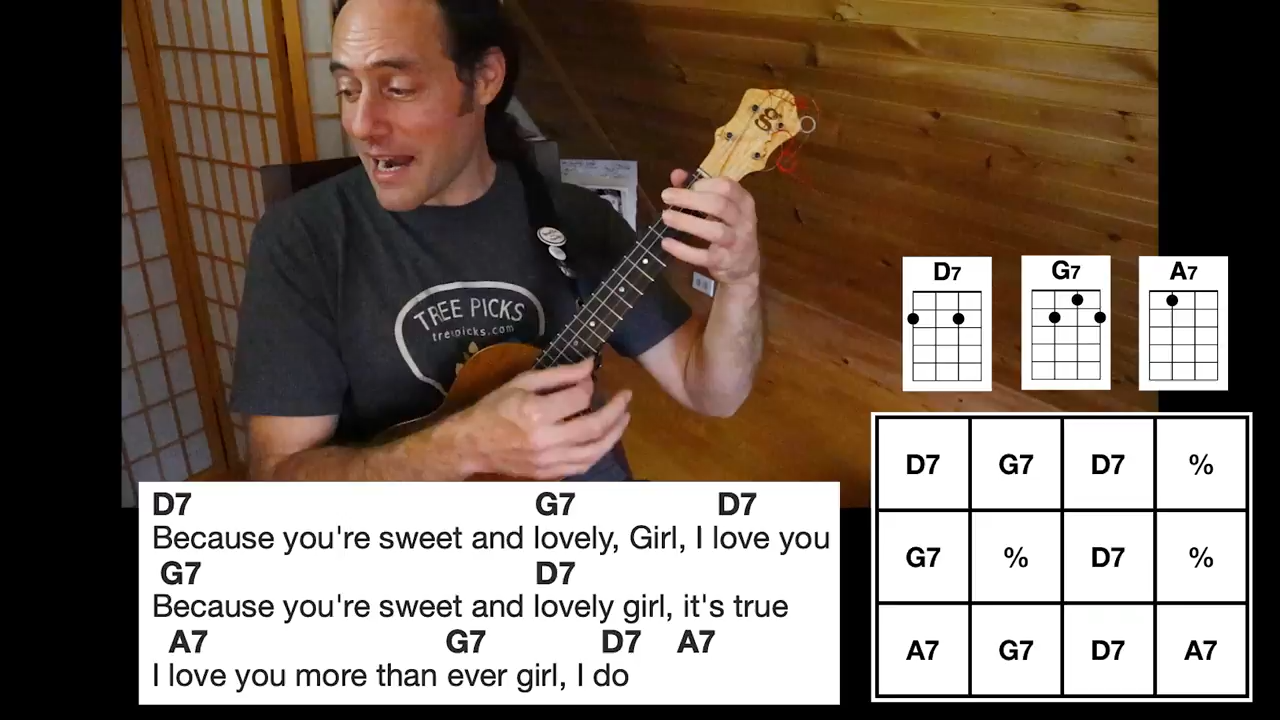 TREE PICKS
treepicks.com
D7 G7 A7
D7 G7 D7
Because you're sweet and lovely, Girl, I love you
G7 D7
Because you're sweet and lovely girl, it's true
A7 G7 D7 A7
I love you more than ever girl, I do
D7 G7 D7 %
G7 % D7 %
A7 G7 D7 A7